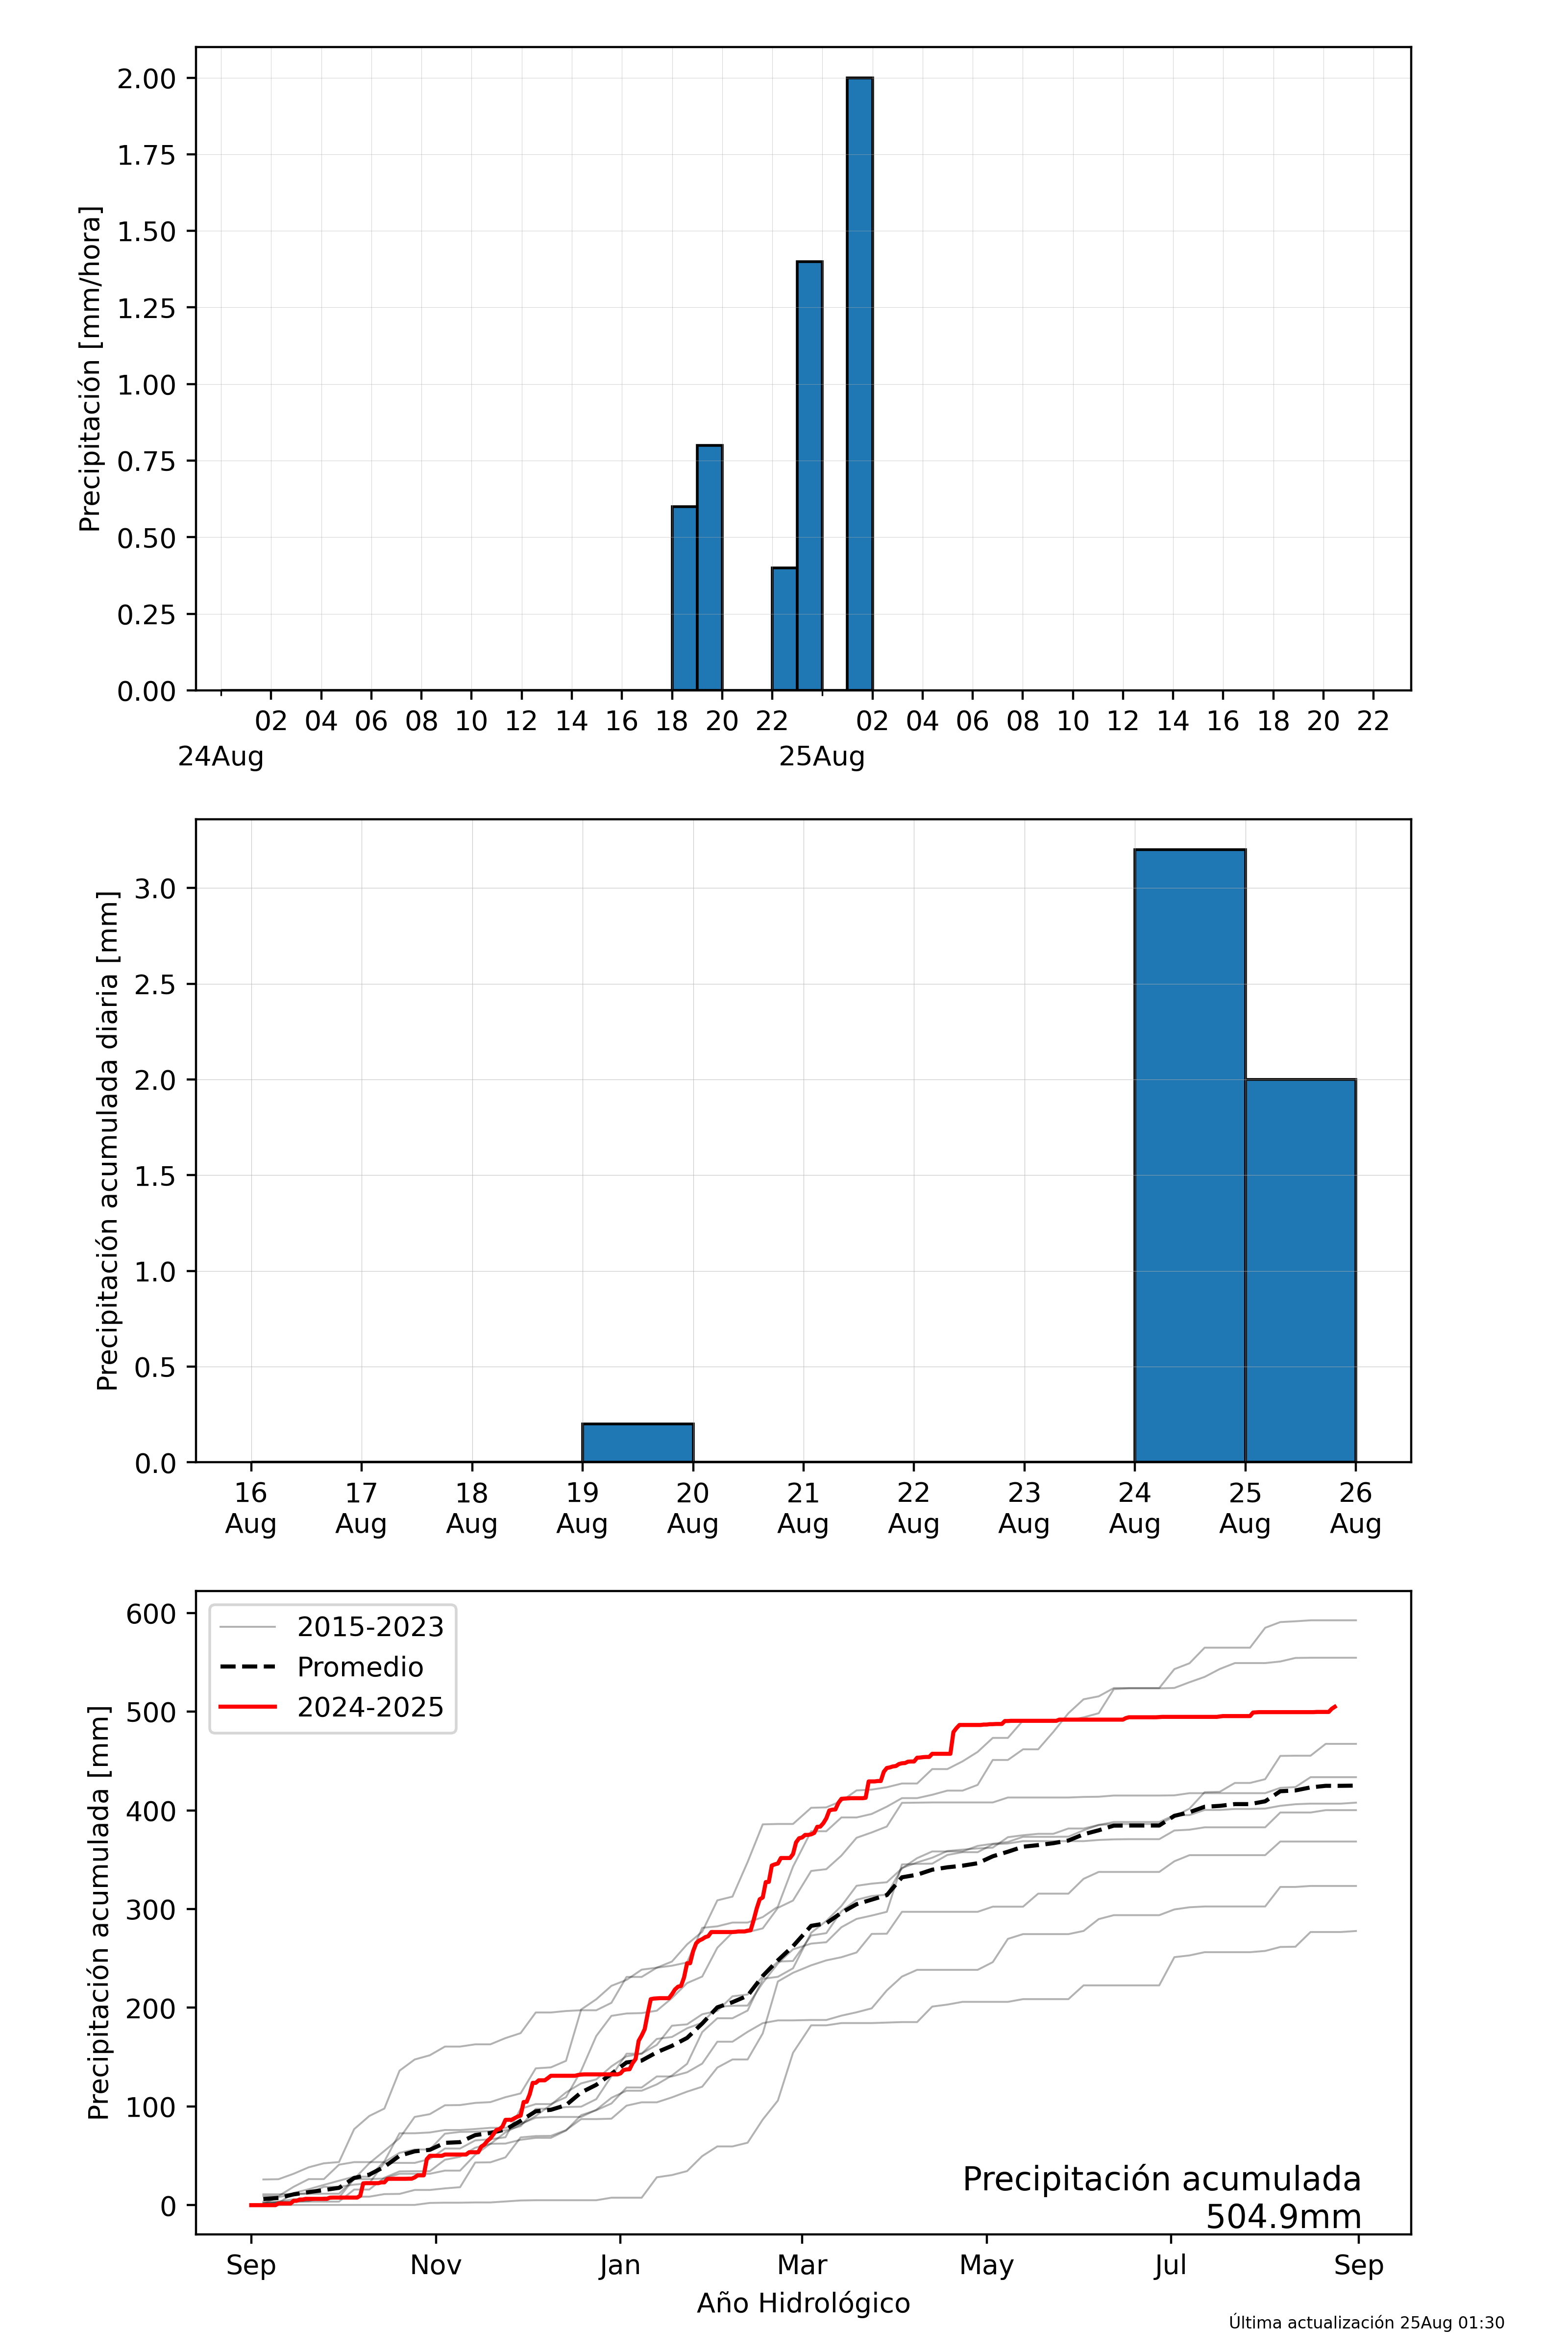 Precipitación [mm/hora]
2.00
1.75
1.50
1.25
1.00
0.75
0.50
0.25
0.00
02 04 06 08 10 12 14 16 18 20 22 02 04 06 08 10 12 14 16 18 20 22
24Aug 25Aug
Precipitación acumulada diaria [mm]
3.0
2.5
2.0
1.5
1.0
0.5
0.0
16 17 18 19 20 21 22 23 24 25 26
Aug Aug Aug Aug Aug Aug Aug Aug Aug Aug Aug
Precipitación acumulada [mm]
600
500
400
300
200
100
0
2015-2023
Promedio
2024-2025
Precipitación acumulada
504.9mm
Sep Nov Jan Mar May Jul Sep
Año Hidrológico
Última actualización 25Aug 01:30